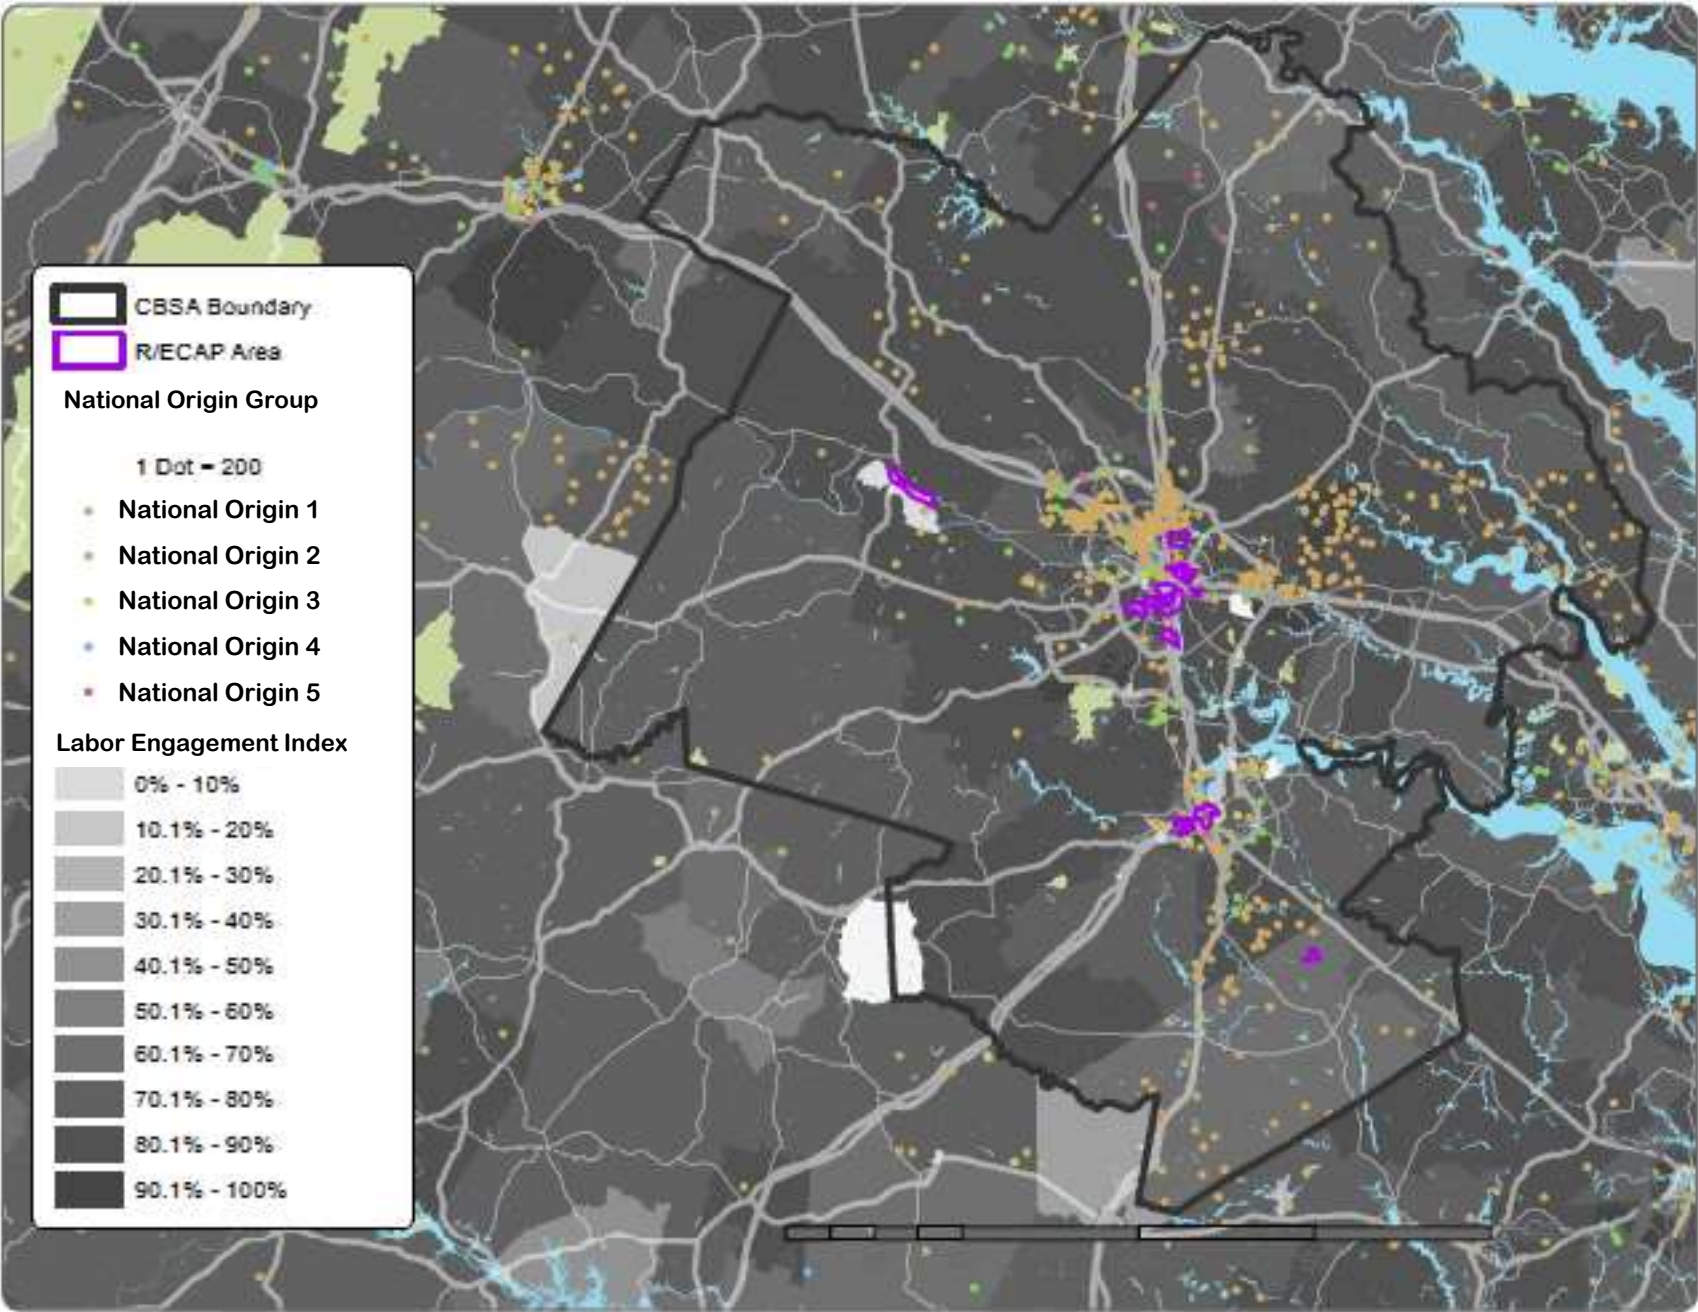 CBSA Boundary
R/ECAP Area
National Origin Group
1 Dot = 200
National Origin 1
National Origin 2
National Origin 3
National Origin 4
National Origin 5
Labor Engagement Index
0% - 10%
10.1% - 20%
20.1% - 30%
30.1% - 40%
40.1% - 50%
50.1% - 60%
60.1% - 70%
70.1% - 80%
80.1% - 90%
90.1% - 100%